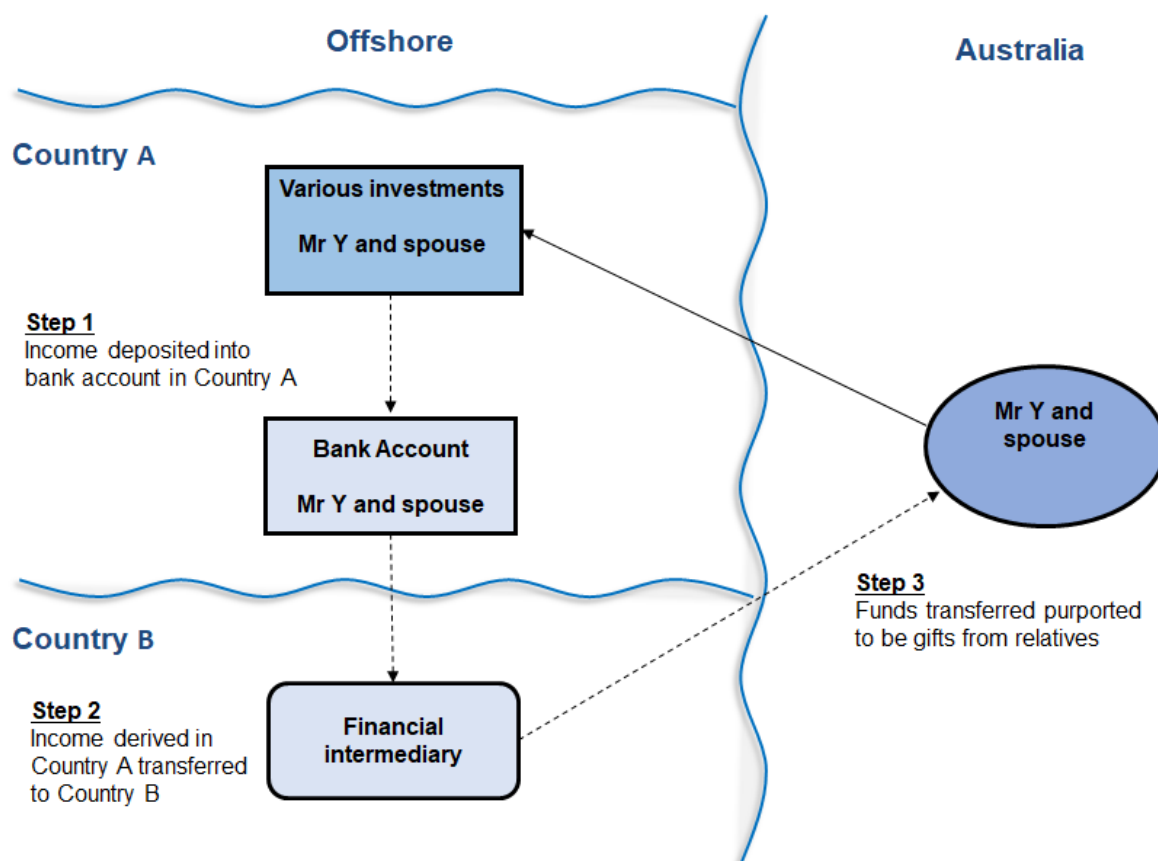 Offshore
Australia
Country A
Various investments
Mr Y and spouse
Step 1
Income deposited into
bank account in Country A
Bank Account
Mr Y and spouse
Mr Y and
spouse
Step 3
Funds transferred purported
to be gifts from relatives
Country B
Step 2
Income derived in
Country A transferred
to Country B
Financial
intermediary